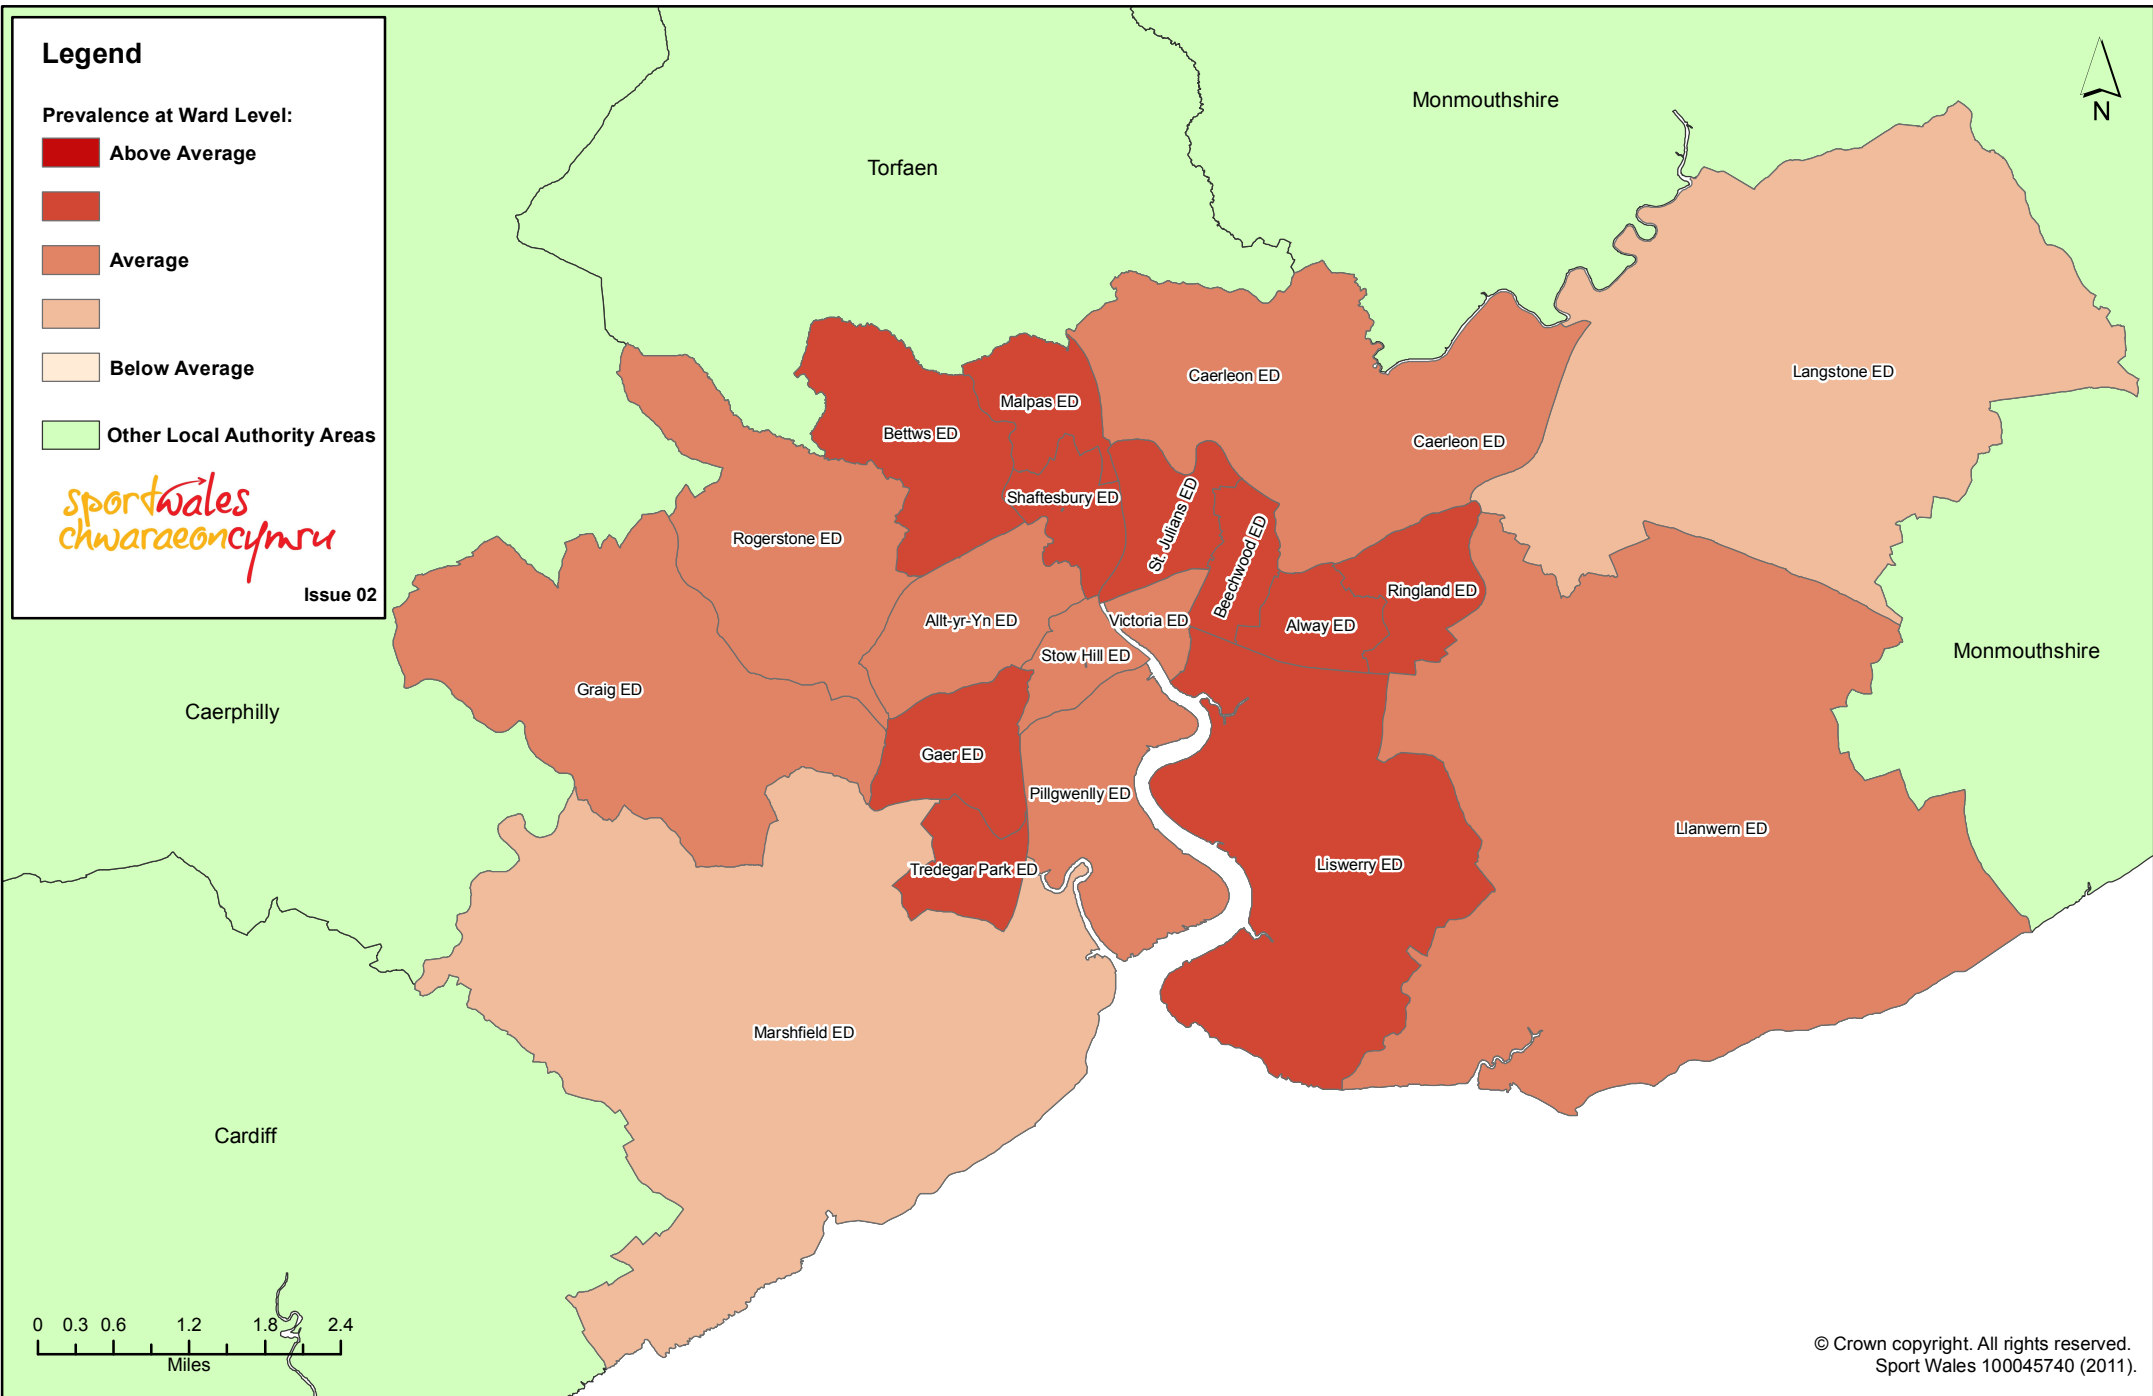 Legend
Prevalence at Ward Level:
Above Average
Average
Below Average
Other Local Authority Areas
sportwales
chwaraeoncymru
Issue 02
Monmouthshire
N
Torfaen
Caerleon ED
Langstone ED
Malpas ED
Bettws ED
Caerleon ED
Shaftesbury ED
St. Julians ED
Rogerstone ED
Beechwood ED
Ringland ED
Allt-yr-Yn ED
Victoria ED
Alway ED
Stow Hill ED
Monmouthshire
Graig ED
Caerphilly
Gaer ED
Pillgwenlly ED
Llanwern ED
Liswerry ED
Tredegar Park ED
Marshfield ED
Cardiff
0 0.3 0.6 1.2 1.8 2.4
Miles
© Crown copyright. All rights reserved.
Sport Wales 100045740 (2011).